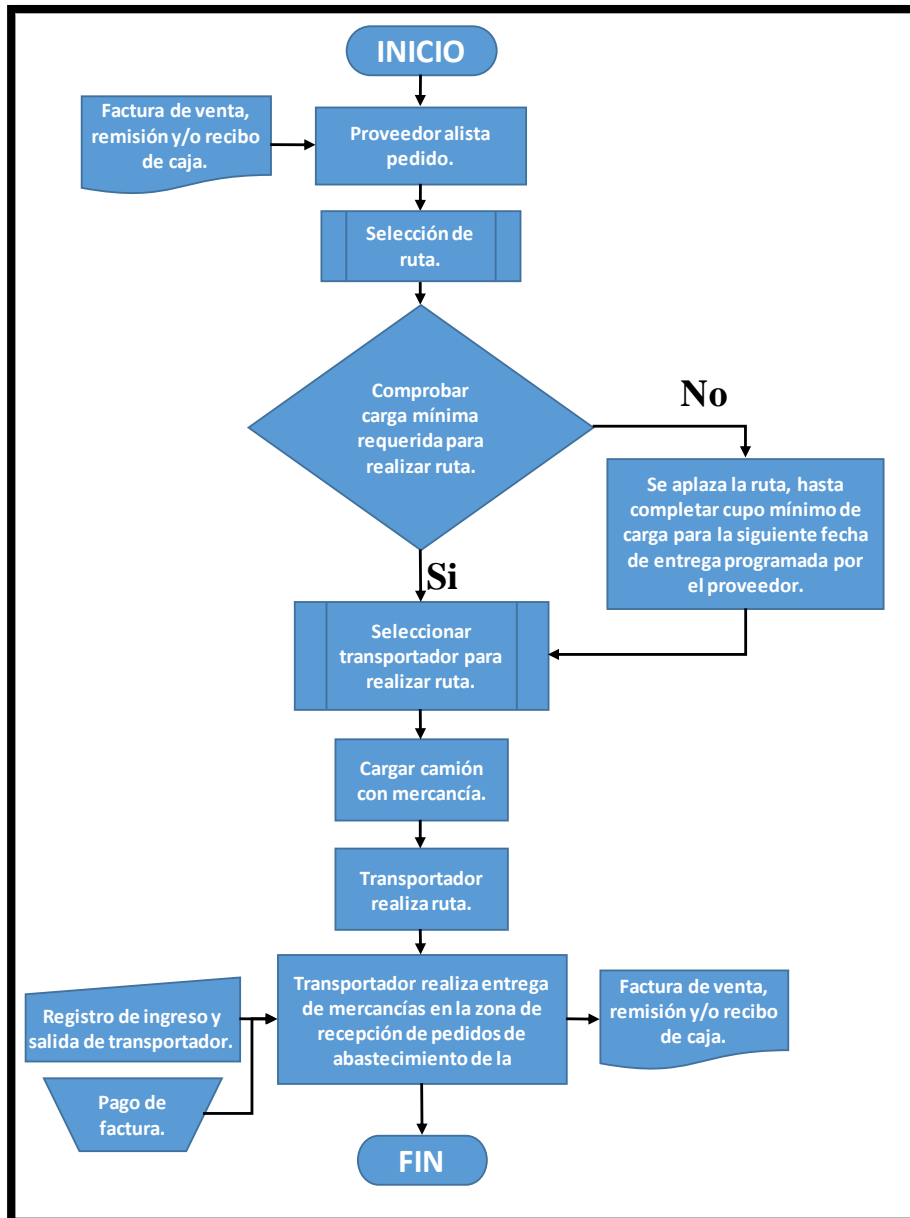 INICIO
Factura de venta,
remisión y/o recibo
de caja.
Proveedor alista
pedido.
Selección de
ruta.
Comprobar
carga mínima
requerida para
realizar ruta.
No
Se aplaza la ruta, hasta
completar cupo mínimo de
carga para la siguiente fecha
de entrega programada por
el proveedor.
Si
Seleccionar
transportador para
realizar ruta.
Cargar camión
con mercancía.
Transportador
realiza ruta.
Registro de ingreso y
salida de transportador.
Pago de
factura.
Transportador realiza entrega
de mercancías en la zona de
recepción de pedidos de
abastecimiento de la
Factura de venta,
remisión y/o recibo
de caja.
FIN